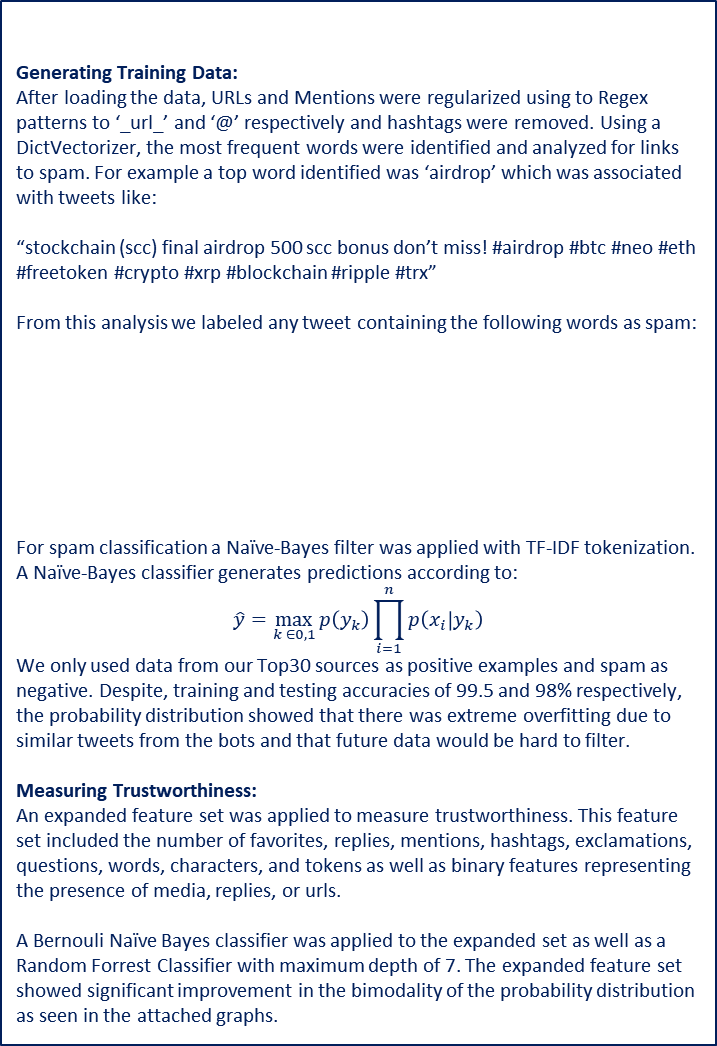 Generating Training Data:
After loading the data, URLs and Mentions were regularized using to Regex
patterns to ‘_url_’ and ‘@’ respectively and hashtags were removed. Using a
DictVectorizer, the most frequent words were identified and analyzed for links
to spam. For example a top word identified was ‘airdrop’ which was associated
with tweets like:
“stockchain (scc) final airdrop 500 scc bonus don’t miss! #airdrop #btc #neo #eth
#freetoken #crypto #xrp #blockchain #ripple #trx”
From this analysis we labeled any tweet containing the following words as spam:
For spam classification a Naïve-Bayes filter was applied with TF-IDF tokenization.
A Naïve-Bayes classifier generates predictions according to:
ŷ = max_{k ∈0,1} p(y_k) ∏_{i=1}^{n} p(x_i|y_k)
We only used data from our Top30 sources as positive examples and spam as
negative. Despite, training and testing accuracies of 99.5 and 98% respectively,
the probability distribution showed that there was extreme overfitting due to
similar tweets from the bots and that future data would be hard to filter.
Measuring Trustworthiness:
An expanded feature set was applied to measure trustworthiness. This feature
set included the number of favorites, replies, mentions, hashtags, exclamations,
questions, words, characters, and tokens as well as binary features representing
the presence of media, replies, or urls.
A Bernouli Naïve Bayes classifier was applied to the expanded set as well as a
Random Forrest Classifier with maximum depth of 7. The expanded feature set
showed significant improvement in the bimodality of the probability distribution
as seen in the attached graphs.